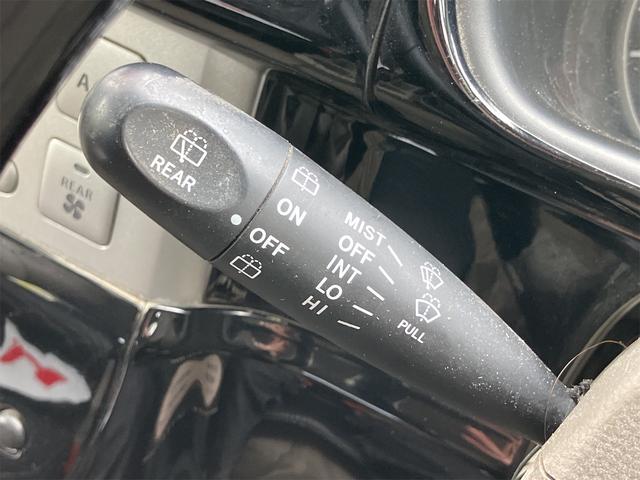 A
REAR
REAR
ON
OFF
MIST
OFF
INT
LO
HI
PULL